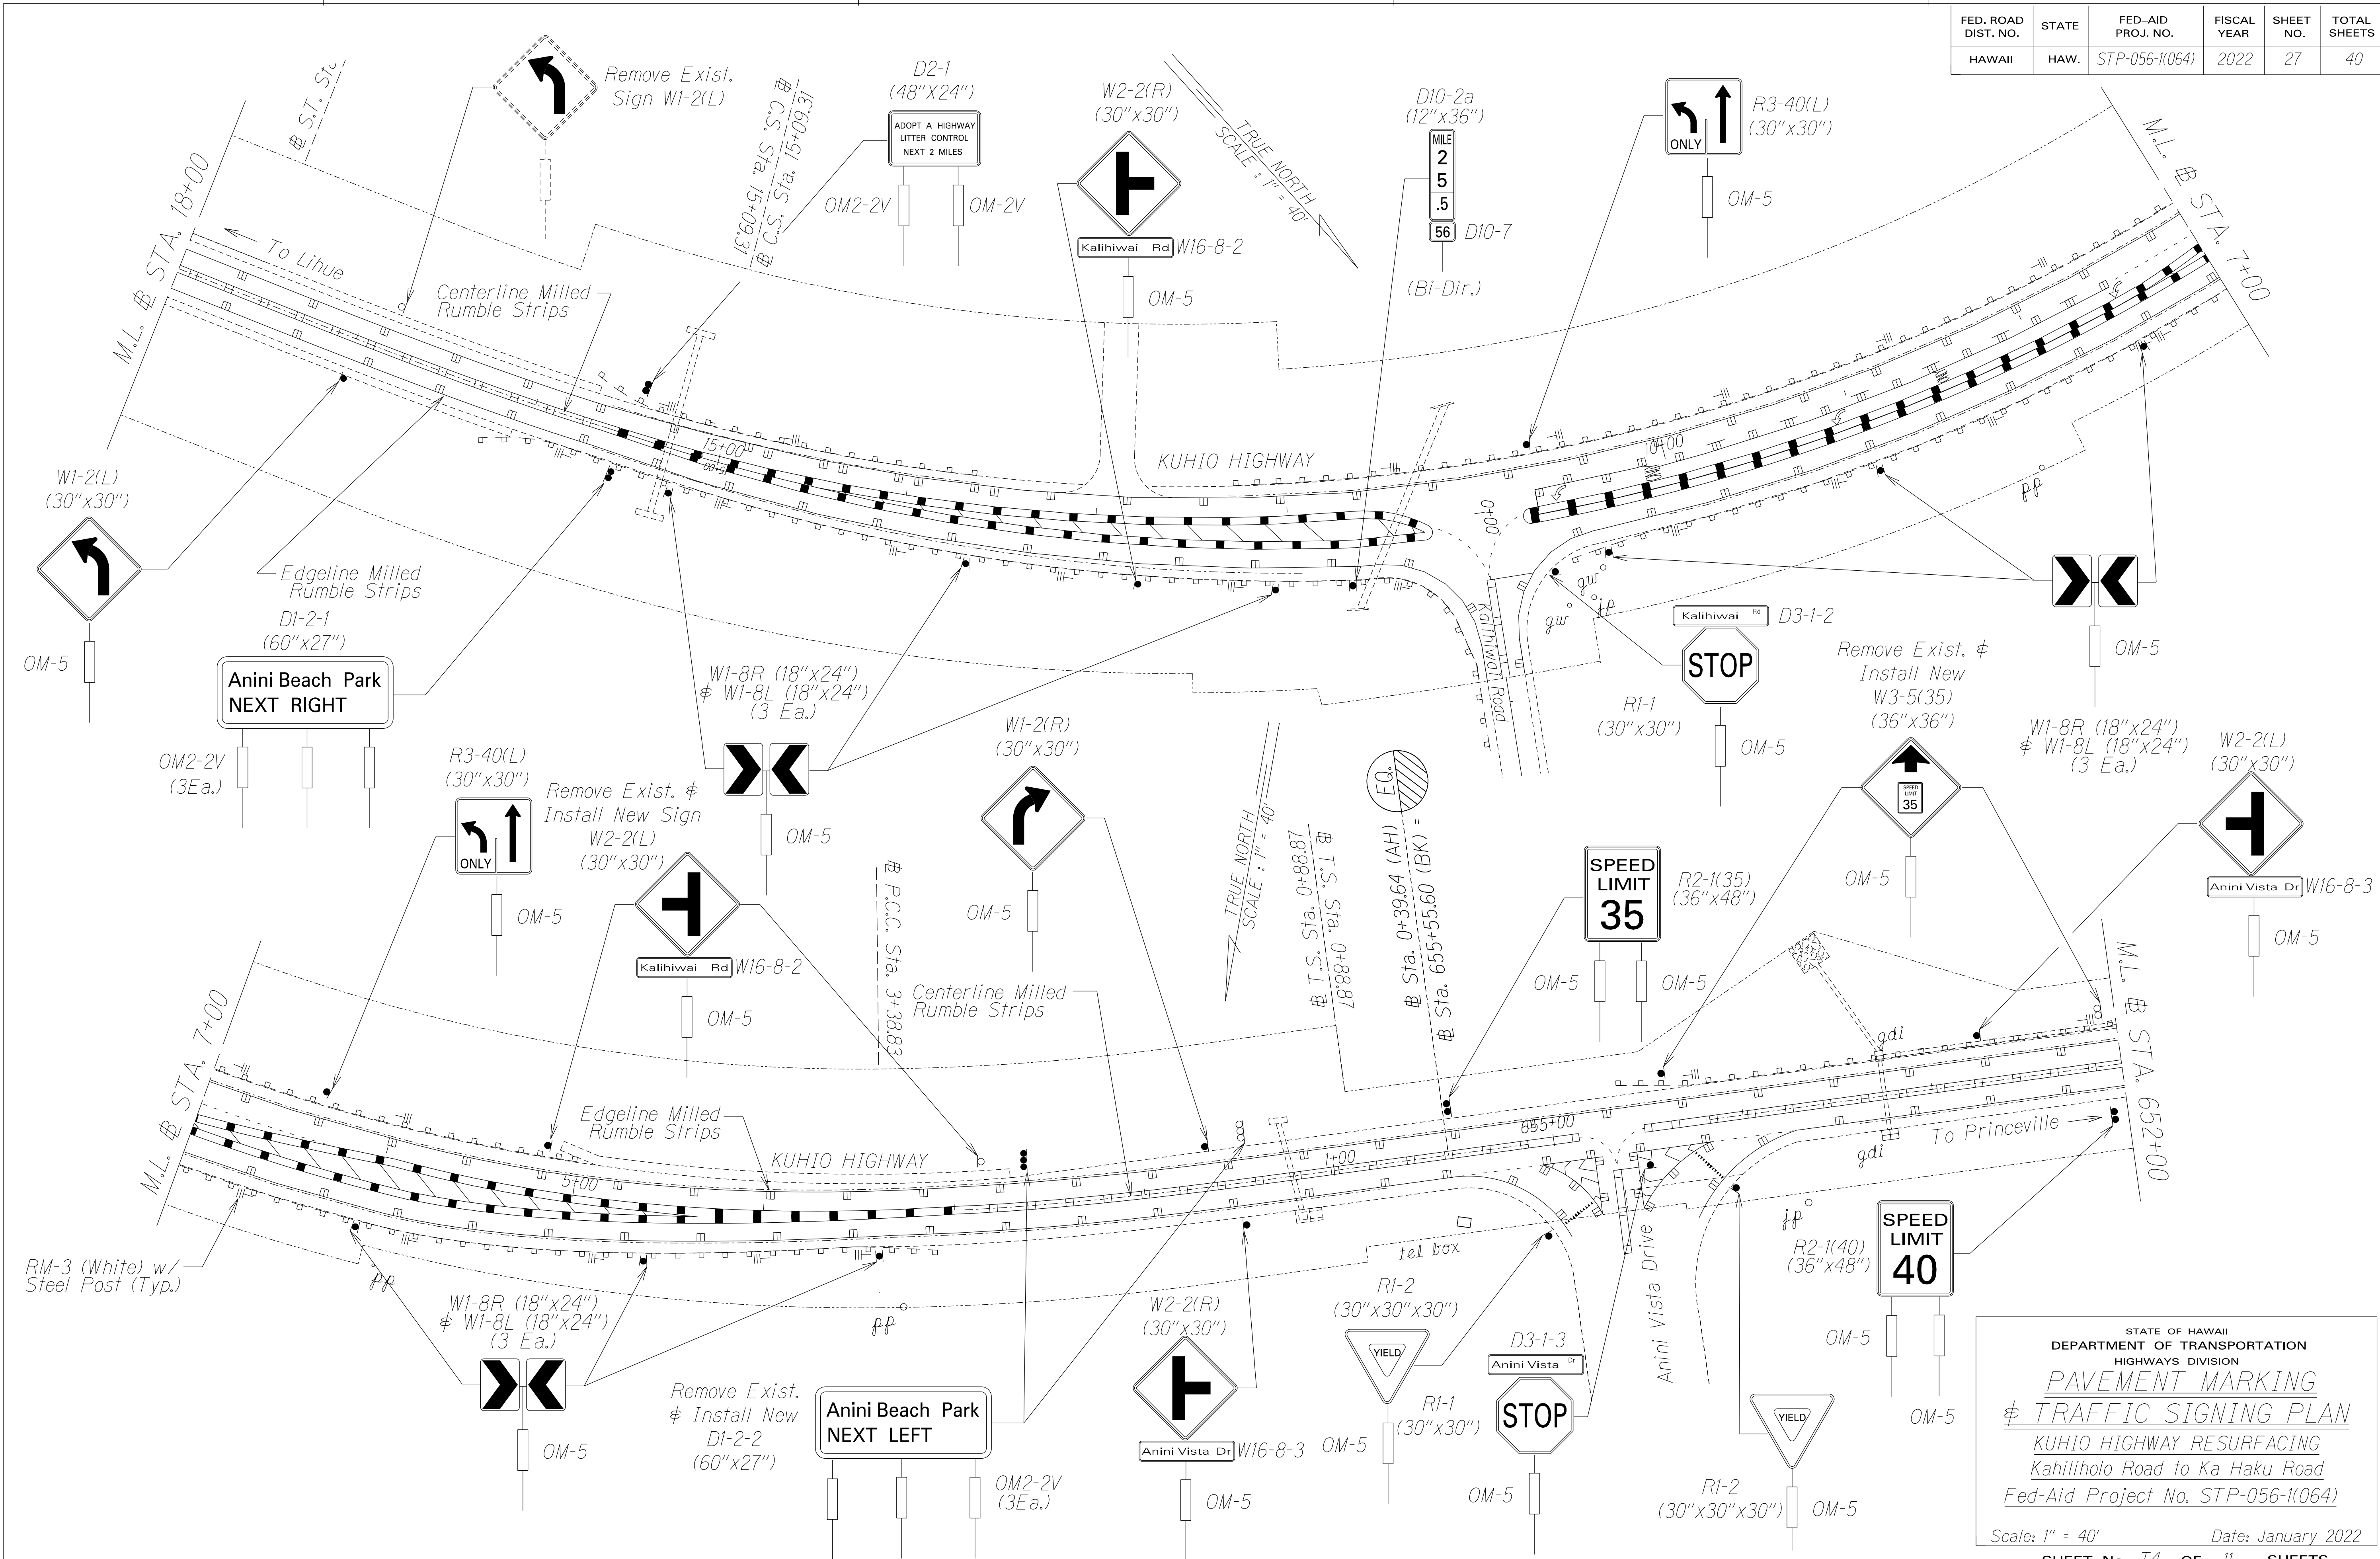 FED. ROAD DIST. NO.
STATE
FED-AID PROJ. NO.
FISCAL YEAR
SHEET NO.
TOTAL SHEETS
HAWAII
HAW.
STP-056-1(064)
2022
27
40
Remove Exist.
Sign W1-2(L)
D2-1
(48"X24")
ADOPT A HIGHWAY
LITTER CONTROL
NEXT 2 MILES
OM2-2V
OM-2V
W2-2(R)
(30"x30")
Kalihiwai Rd
W16-8-2
OM-5
TRUE NORTH
SCALE : 1" = 40'
D10-2a
(12"x36")
MILE
2
5
.5
56
D10-7
(Bi-Dir.)
ONLY
R3-40(L)
(30"x30")
OM-5
M.L. ⅊ STA. 7+00
M.L. ⅊ STA. 18+00
⅊ S.T. Sta.
⅊ C.S. Sta. 15+09.31
⅊ C.S. Sta. 15+09.31
To Lihue
Centerline Milled
Rumble Strips
15+00
15+00
KUHIO HIGHWAY
10+00
0+00
Kalihiwai Road
W1-2(L)
(30"x30")
OM-5
Edgeline Milled
Rumble Strips
D1-2-1
(60"x27")
Anini Beach Park
NEXT RIGHT
OM2-2V
(3Ea.)
W1-8R (18"x24")
& W1-8L (18"x24")
(3 Ea.)
OM-5
gw
gw
jp
pp
Kalihiwai Rd
D3-1-2
STOP
R1-1
(30"x30")
OM-5
OM-5
W1-8R (18"x24")
& W1-8L (18"x24")
(3 Ea.)
Remove Exist. &
Install New
W3-5(35)
(36"x36")
SPEED
LIMIT
35
OM-5
W2-2(L)
(30"x30")
Anini Vista Dr
W16-8-3
OM-5
R3-40(L)
(30"x30")
ONLY
OM-5
Remove Exist. &
Install New Sign
W2-2(L)
(30"x30")
Kalihiwai Rd
W16-8-2
OM-5
⅊ P.C.C. Sta. 3+38.83
W1-2(R)
(30"x30")
OM-5
Centerline Milled
Rumble Strips
TRUE NORTH
SCALE : 1" = 40'
⅊ T.S. Sta. 0+88.87
⅊ T.S. Sta. 0+88.87
EQ.
⅊ Sta. 0+39.64 (AH)
⅊ Sta. 655+55.60 (BK) =
SPEED
LIMIT
35
R2-1(35)
(36"x48")
OM-5
OM-5
M.L. ⅊ STA. 7+00
M.L. ⅊ STA. 652+00
Edgeline Milled
Rumble Strips
KUHIO HIGHWAY
5+00
1+00
655+00
gdi
gdi
To Princeville
RM-3 (White) w/
Steel Post (Typ.)
pp
pp
W1-8R (18"x24")
& W1-8L (18"x24")
(3 Ea.)
OM-5
Remove Exist.
& Install New
D1-2-2
(60"x27")
Anini Beach Park
NEXT LEFT
OM2-2V
(3Ea.)
W2-2(R)
(30"x30")
Anini Vista Dr
W16-8-3
OM-5
tel box
R1-2
(30"x30"x30")
YIELD
OM-5
R1-1
(30"x30")
D3-1-3
Anini Vista Dr
STOP
OM-5
Anini Vista Drive
YIELD
R1-2
(30"x30"x30")
OM-5
jp
R2-1(40)
(36"x48")
SPEED
LIMIT
40
OM-5
OM-5
STATE OF HAWAII
DEPARTMENT OF TRANSPORTATION
HIGHWAYS DIVISION
PAVEMENT MARKING
& TRAFFIC SIGNING PLAN
KUHIO HIGHWAY RESURFACING
Kahiliholo Road to Ka Haku Road
Fed-Aid Project No. STP-056-1(064)
Scale: 1" = 40'
Date: January 2022
SHEET No. T4 OF 11 SHEETS